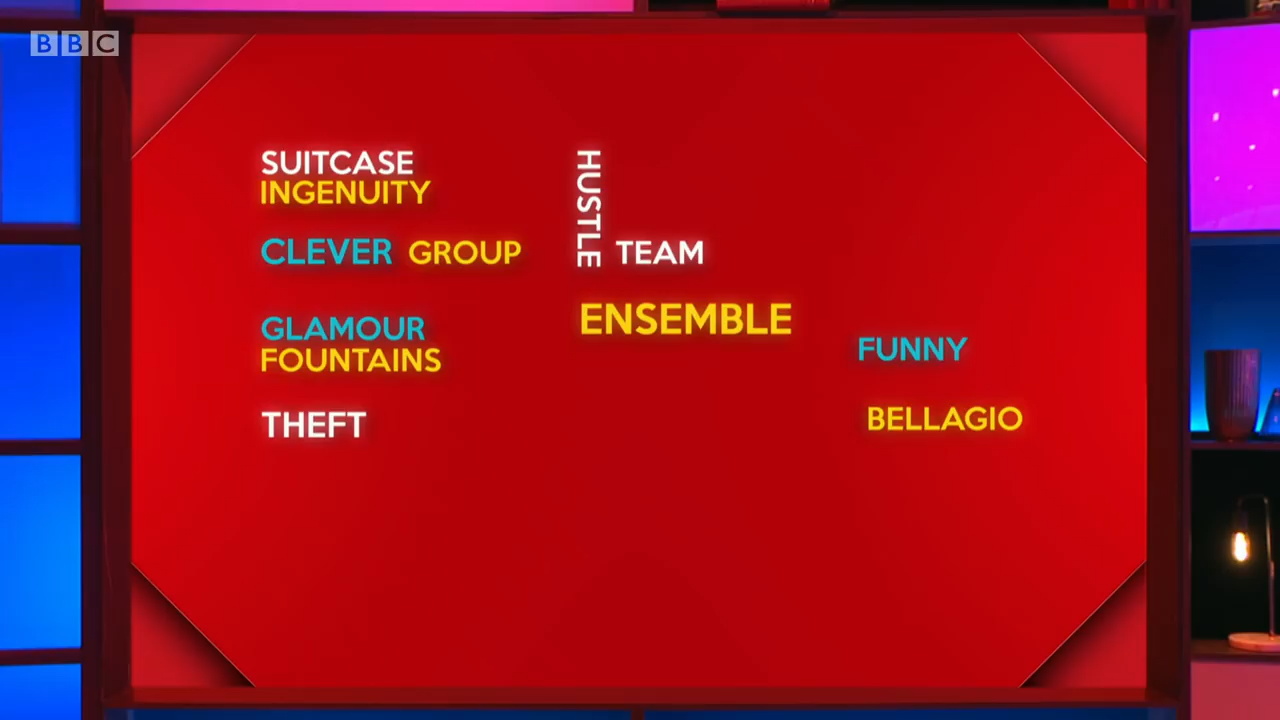 BBC
SUITCASE
INGENUITY
HUSTLE
CLEVER GROUP
TEAM
ENSEMBLE
GLAMOUR
FOUNTAINS
FUNNY
THEFT
BELLAGIO